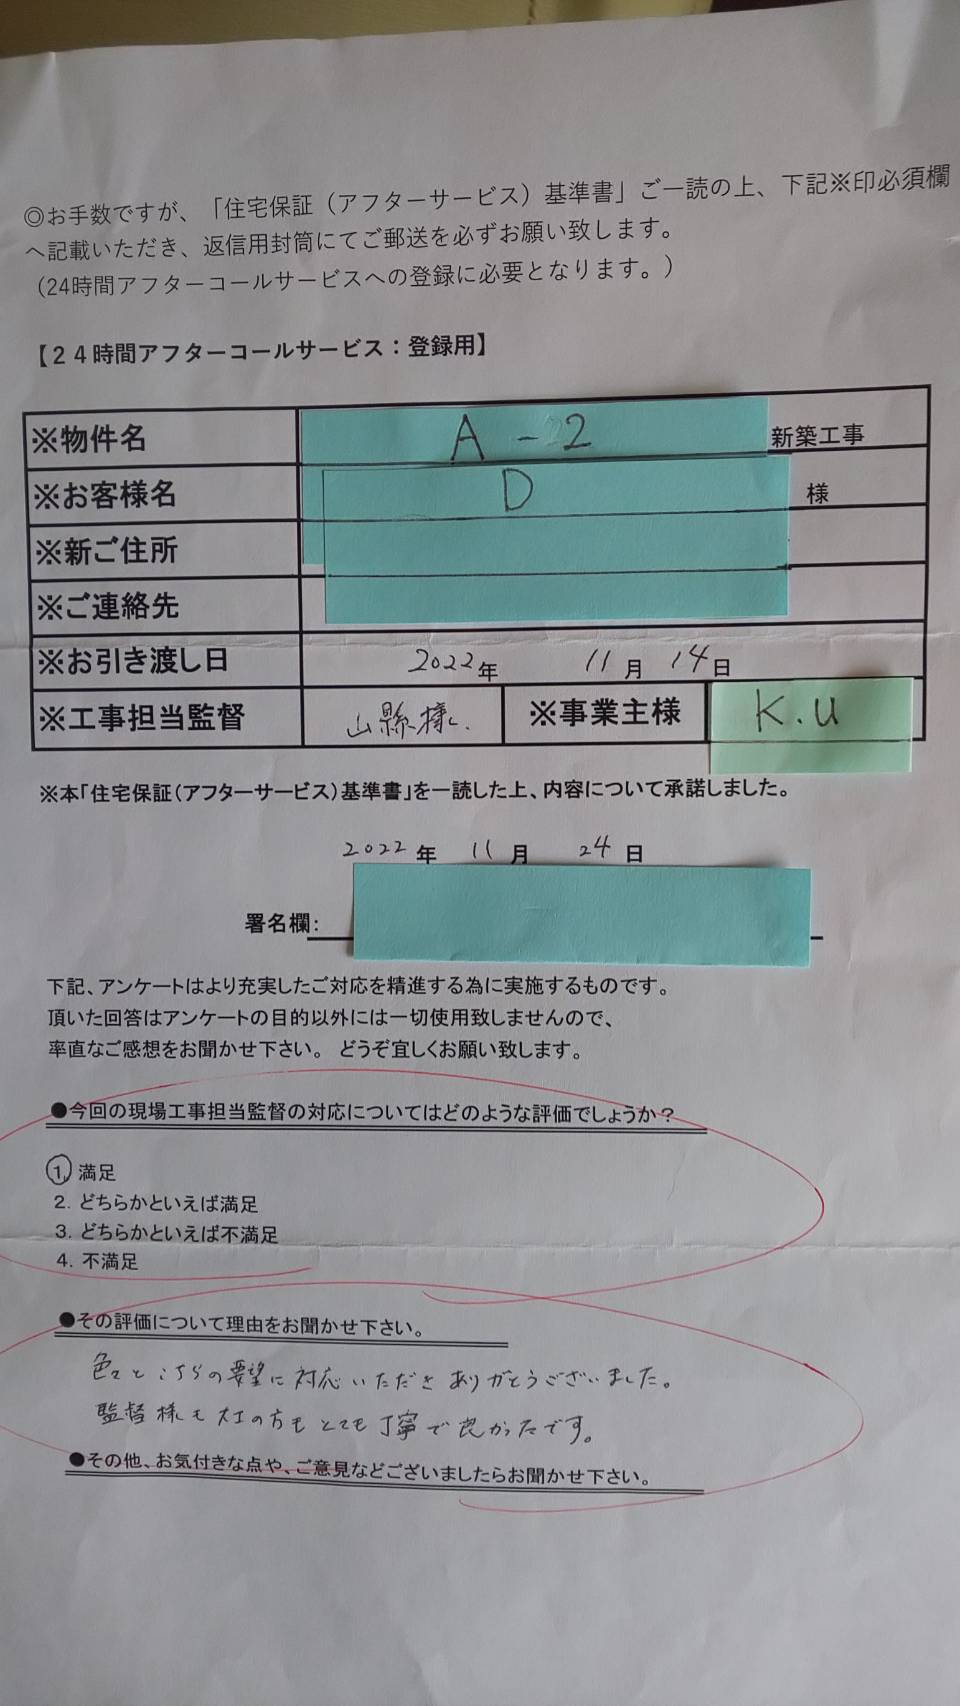 ◎お手数ですが、「住宅保証（アフターサービス）基準書」ご一読の上、下記※印必須欄
へ記載いただき、返信用封筒にてご郵送を必ずお願い致します。
（24時間アフターコールサービスへの登録に必要となります。）
【２４時間アフターコールサービス：登録用】
※物件名 A-2 新築工事
※お客様名 D 様
※新ご住所
※ご連絡先
※お引き渡し日 2022年 11月 14日
※工事担当監督 山縣様 ※事業主様 K.U
※本「住宅保証（アフターサービス）基準書」を一読した上、内容について承諾しました。
2022年 11月 24日
署名欄：
下記、アンケートはより充実したご対応を精進する為に実施するものです。
頂いた回答はアンケートの目的以外には一切使用致しませんので、
率直なご感想をお聞かせ下さい。 どうぞ宜しくお願い致します。
●今回の現場工事担当監督の対応についてはどのような評価でしょうか？
1. 満足
2. どちらかといえば満足
3. どちらかといえば不満足
4. 不満足
●その評価について理由をお聞かせ下さい。
色々とこちらの要望に対応いただきありがとうございました。
監督様も大工の方もとても丁寧で良かったです。
●その他、お気付きな点や、ご意見などございましたらお聞かせ下さい。